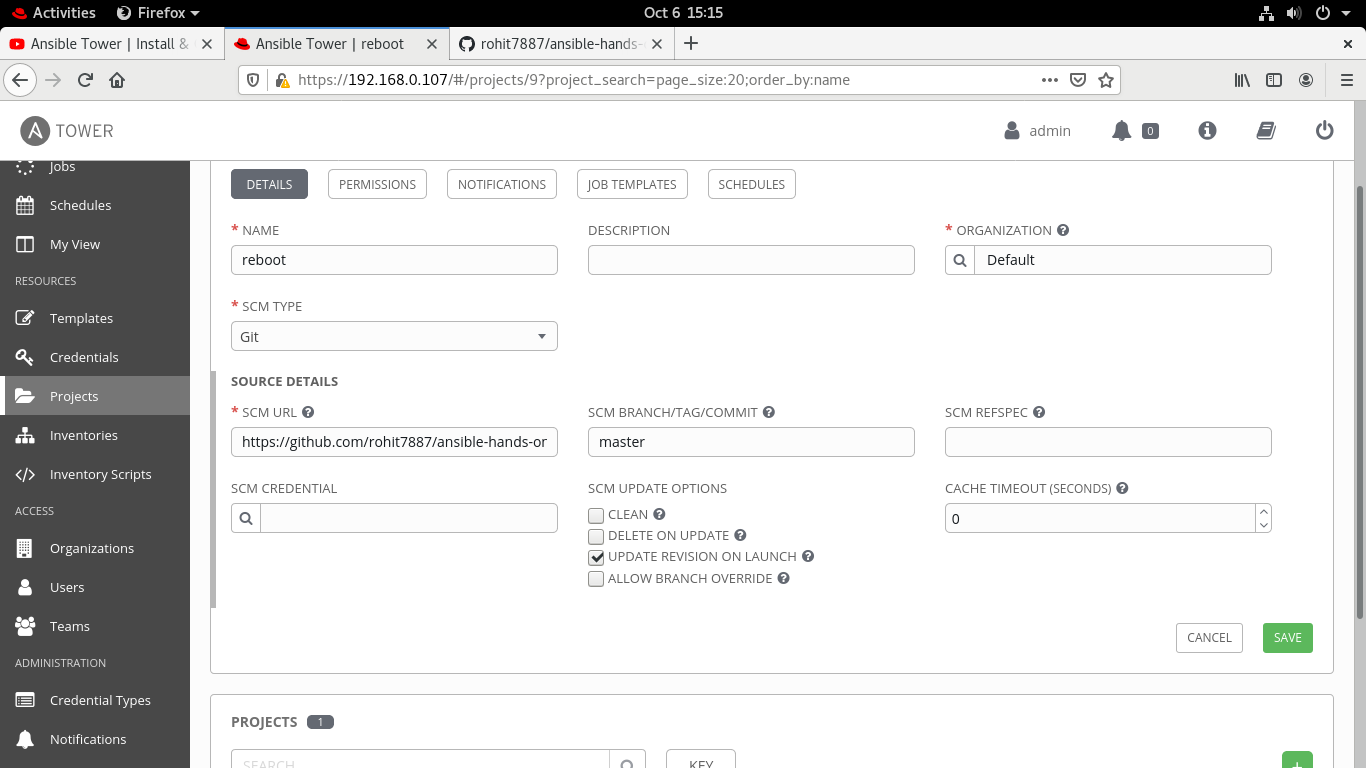 Activities Firefox Oct 6 15:15
Ansible Tower | Install & Ansible Tower | reboot rohit7887/ansible-hands-
https://192.168.0.107/#/projects/9?project_search=page_size:20;order_by:name
A TOWER admin 0
Jobs
Schedules
My View
RESOURCES
Templates
Credentials
Projects
Inventories
Inventory Scripts
ACCESS
Organizations
Users
Teams
ADMINISTRATION
Credential Types
Notifications
DETAILS PERMISSIONS NOTIFICATIONS JOB TEMPLATES SCHEDULES
* NAME DESCRIPTION * ORGANIZATION ?
reboot Default
* SCM TYPE
Git
SOURCE DETAILS
* SCM URL ? SCM BRANCH/TAG/COMMIT ? SCM REFSPEC ?
https://github.com/rohit7887/ansible-hands-or master
SCM CREDENTIAL SCM UPDATE OPTIONS CACHE TIMEOUT (SECONDS) ?
CLEAN ? 0
DELETE ON UPDATE ?
UPDATE REVISION ON LAUNCH ?
ALLOW BRANCH OVERRIDE ?
CANCEL SAVE
PROJECTS 1
SEARCH KEY +